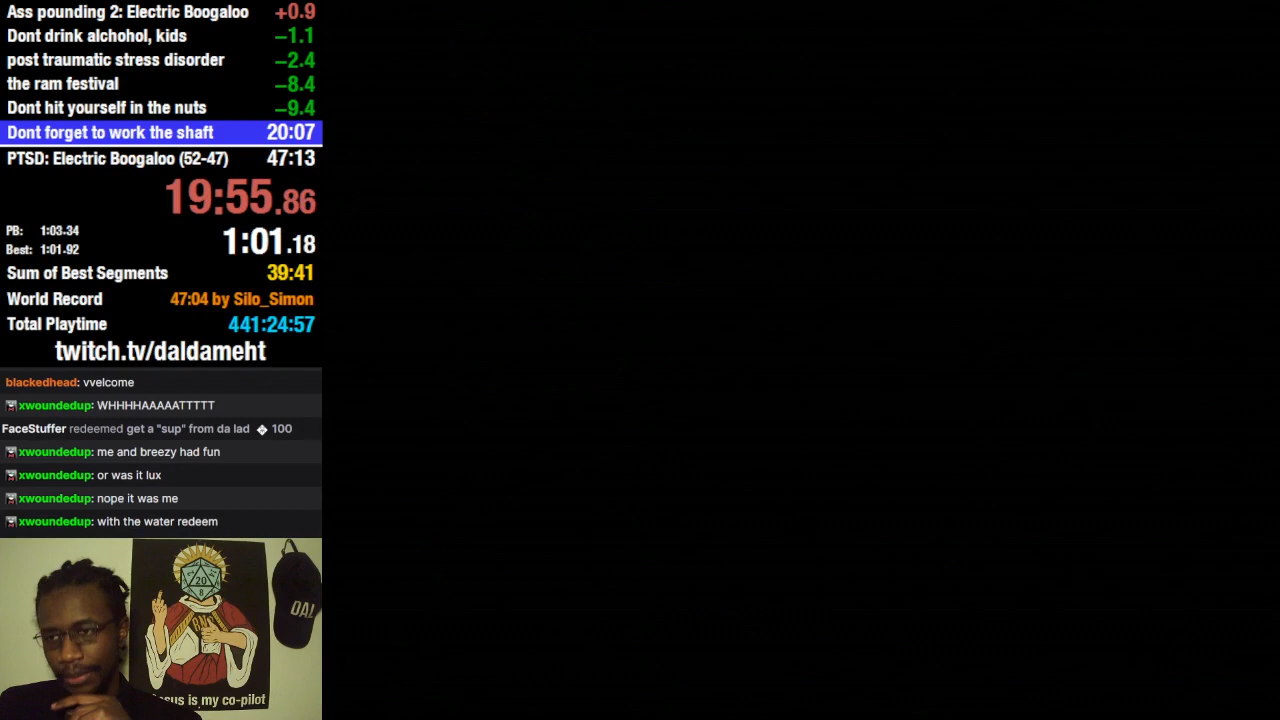 Ass pounding 2: Electric Boogaloo +0.9
Dont drink alchohol, kids −1.1
post traumatic stress disorder −2.4
the ram festival −8.4
Dont hit yourself in the nuts −9.4
Dont forget to work the shaft 20:07
PTSD: Electric Boogaloo (52-47) 47:13
19:55.86
PB: 1:03.34
Best: 1:01.92
1:01.18
Sum of Best Segments 39:41
World Record 47:04 by Silo_Simon
Total Playtime 441:24:57
twitch.tv/daldameht
blackedhead: vvelcome
xwoundedup: WHHHHAAAAATTTTT
FaceStuffer redeemed get a "sup" from da lad 100
xwoundedup: me and breezy had fun
xwoundedup: or was it lux
xwoundedup: nope it was me
xwoundedup: with the water redeem
20
8
DAL
sus is my co-pilot